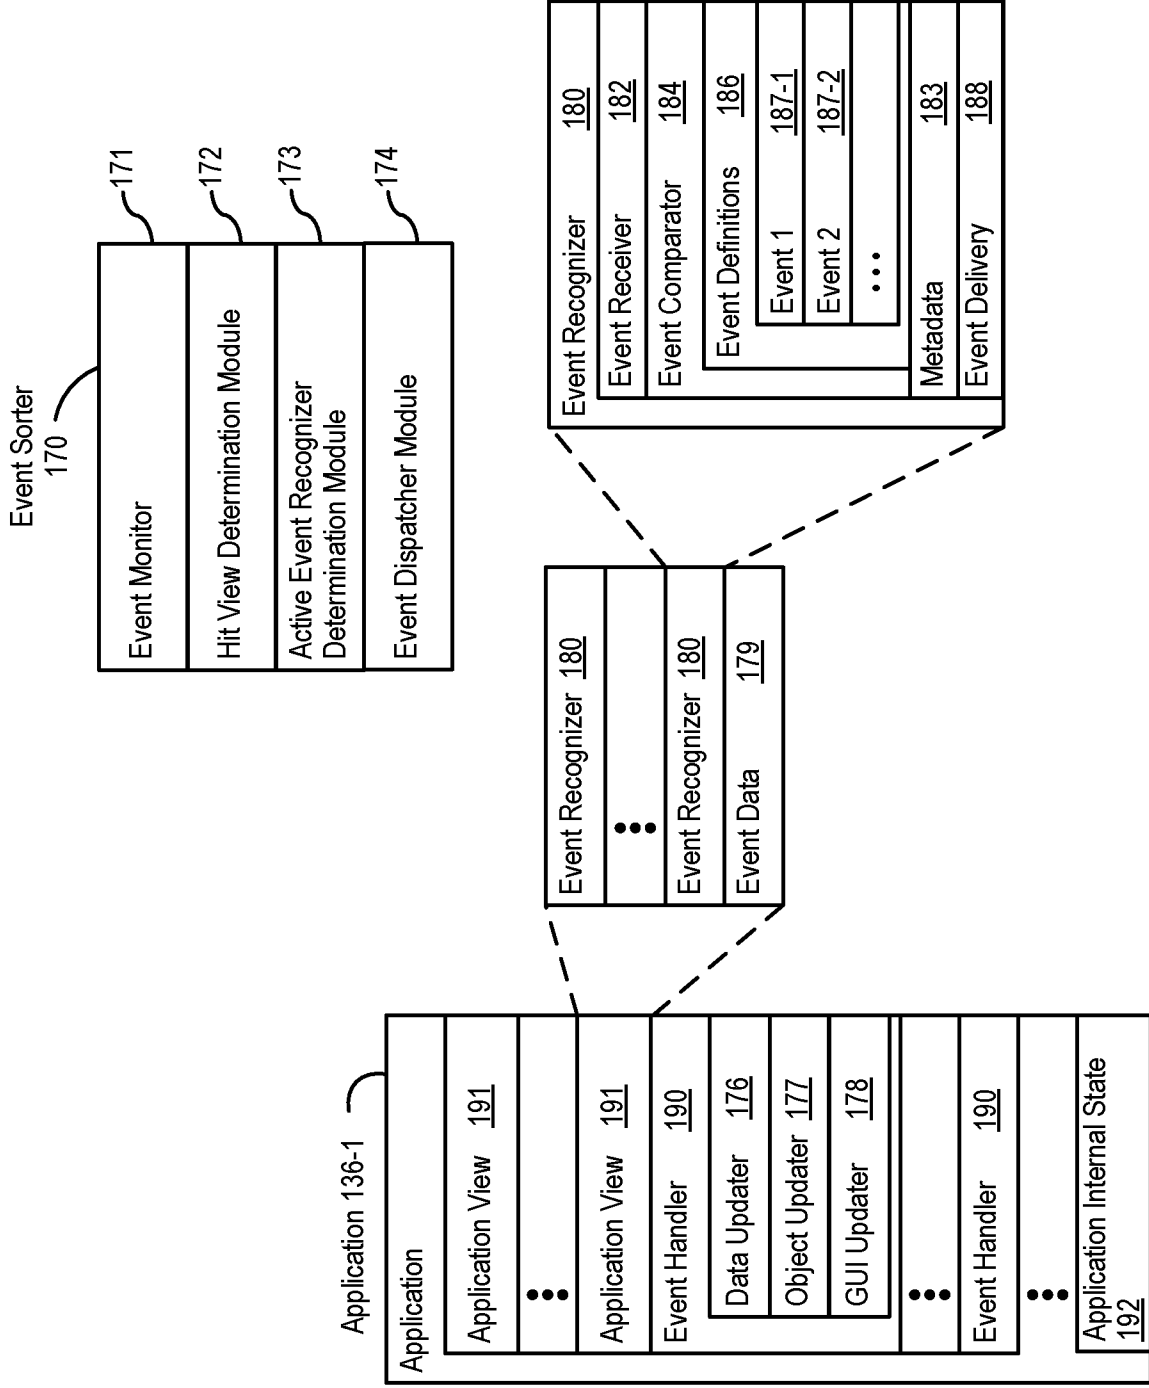 Event Sorter
170
Event Monitor
171
Hit View Determination Module
172
Active Event Recognizer
Determination Module
173
Event Dispatcher Module
174
Application 136-1
Application
Application View 191
•••
Application View 191
Event Handler 190
Data Updater 176
Object Updater 177
GUI Updater 178
•••
Event Handler 190
•••
Application Internal State
192
Event Recognizer 180
•••
Event Recognizer 180
Event Data 179
Event Recognizer 180
Event Receiver 182
Event Comparator 184
Event Definitions 186
Event 1 187-1
Event 2 187-2
•••
Metadata 183
Event Delivery 188